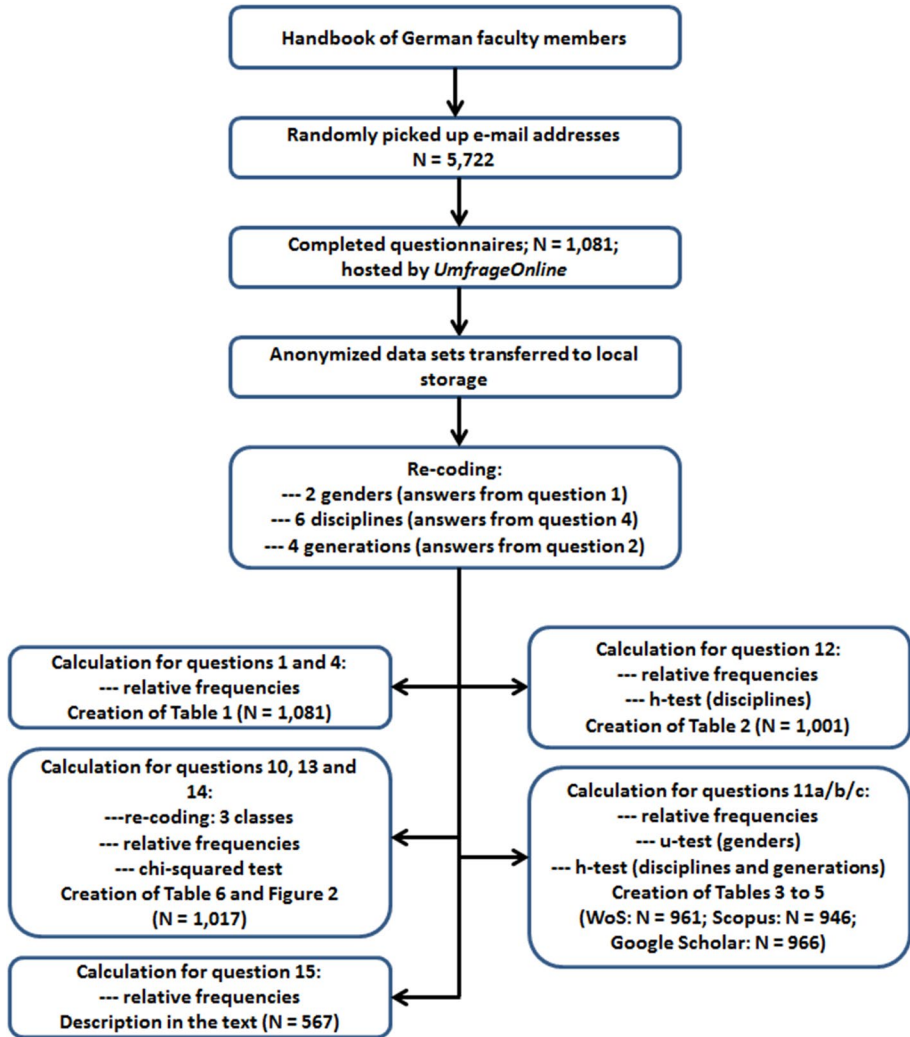 Handbook of German faculty members
Randomly picked up e-mail addresses
N = 5,722
Completed questionnaires; N = 1,081;
hosted by UmfrageOnline
Anonymized data sets transferred to local
storage
Re-coding:
--- 2 genders (answers from question 1)
--- 6 disciplines (answers from question 4)
--- 4 generations (answers from question 2)
Calculation for questions 1 and 4:
--- relative frequencies
Creation of Table 1 (N = 1,081)
Calculation for question 12:
--- relative frequencies
--- h-test (disciplines)
Creation of Table 2 (N = 1,001)
Calculation for questions 10, 13 and
14:
---re-coding: 3 classes
--- relative frequencies
--- chi-squared test
Creation of Table 6 and Figure 2
(N = 1,017)
Calculation for questions 11a/b/c:
--- relative frequencies
--- u-test (genders)
--- h-test (disciplines and generations)
Creation of Tables 3 to 5
(WoS: N = 961; Scopus: N = 946;
Google Scholar: N = 966)
Calculation for question 15:
--- relative frequencies
Description in the text (N = 567)